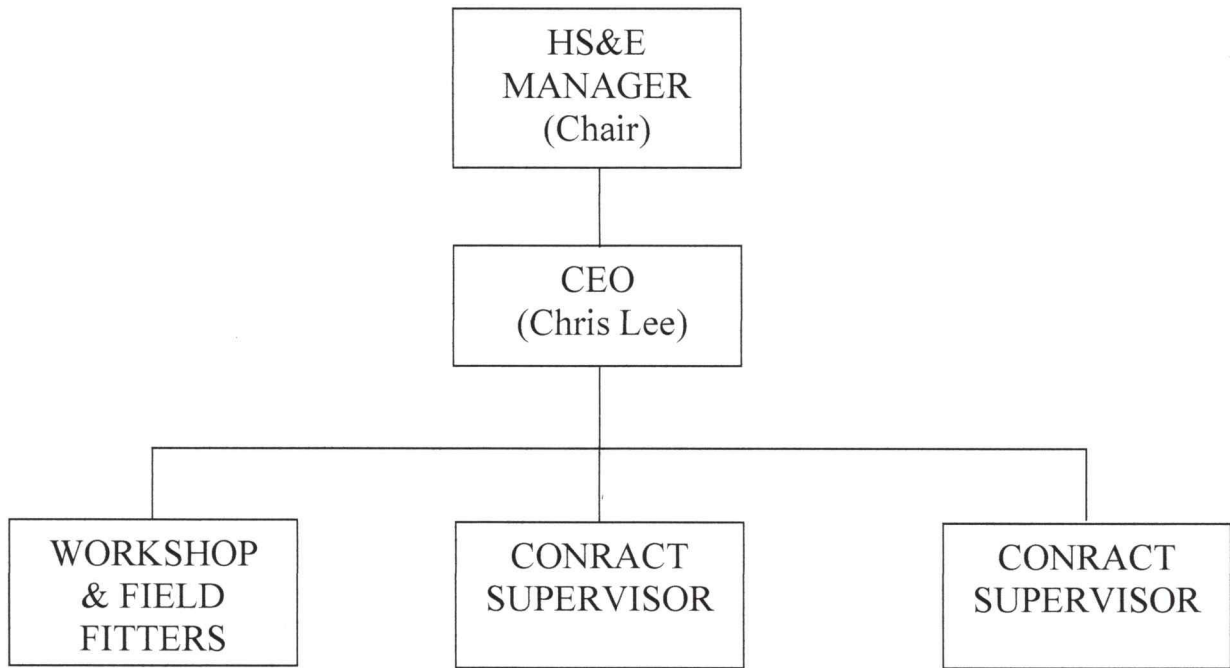 HS&E
MANAGER
(Chair)
CEO
(Chris Lee)
WORKSHOP
& FIELD
FITTERS
CONRACT
SUPERVISOR
CONRACT
SUPERVISOR